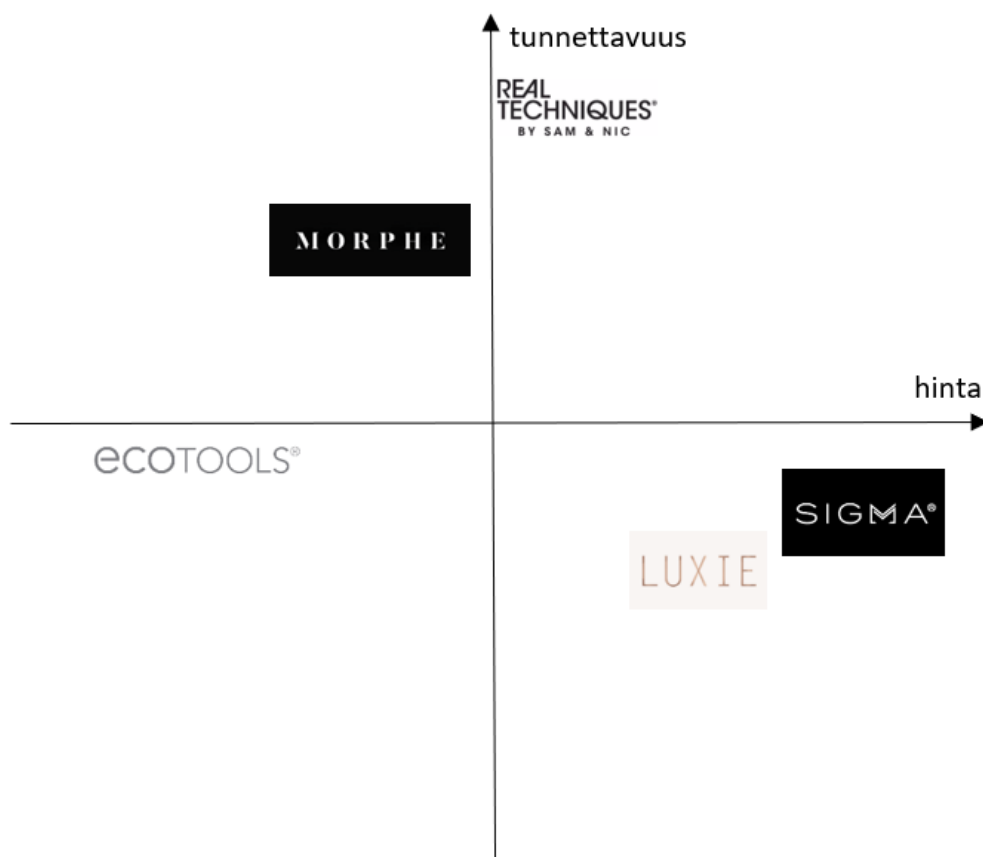 tunnettavuus
REAL
TECHNIQUES®
BY SAM & NIC
MORPHE
hinta
ecoTOOLS®
SIGMA®
LUXIE